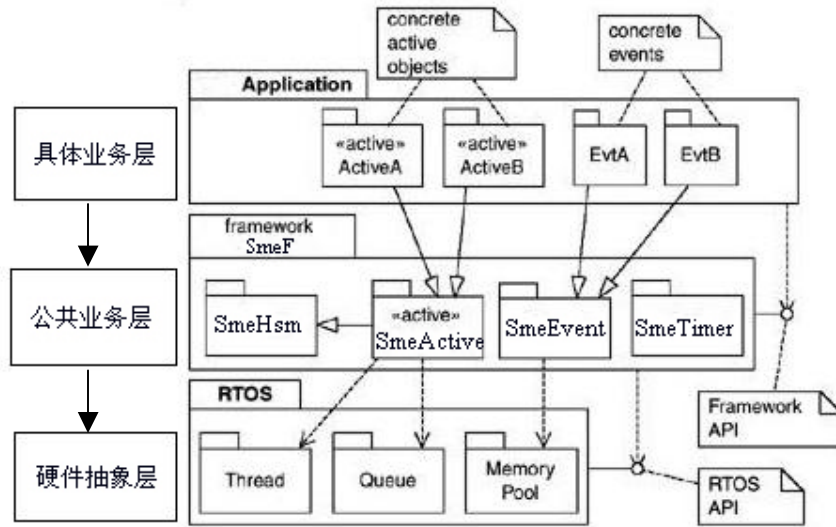 concrete
active
objects
concrete
events
Application
具体业务层
«active»
ActiveA
«active»
ActiveB
EvtA
EvtB
framework
SmeF
公共业务层
SmeHsm
«active»
SmeActive
SmeEvent
SmeTimer
RTOS
Framework
API
硬件抽象层
Thread
Queue
Memory
Pool
RTOS
API